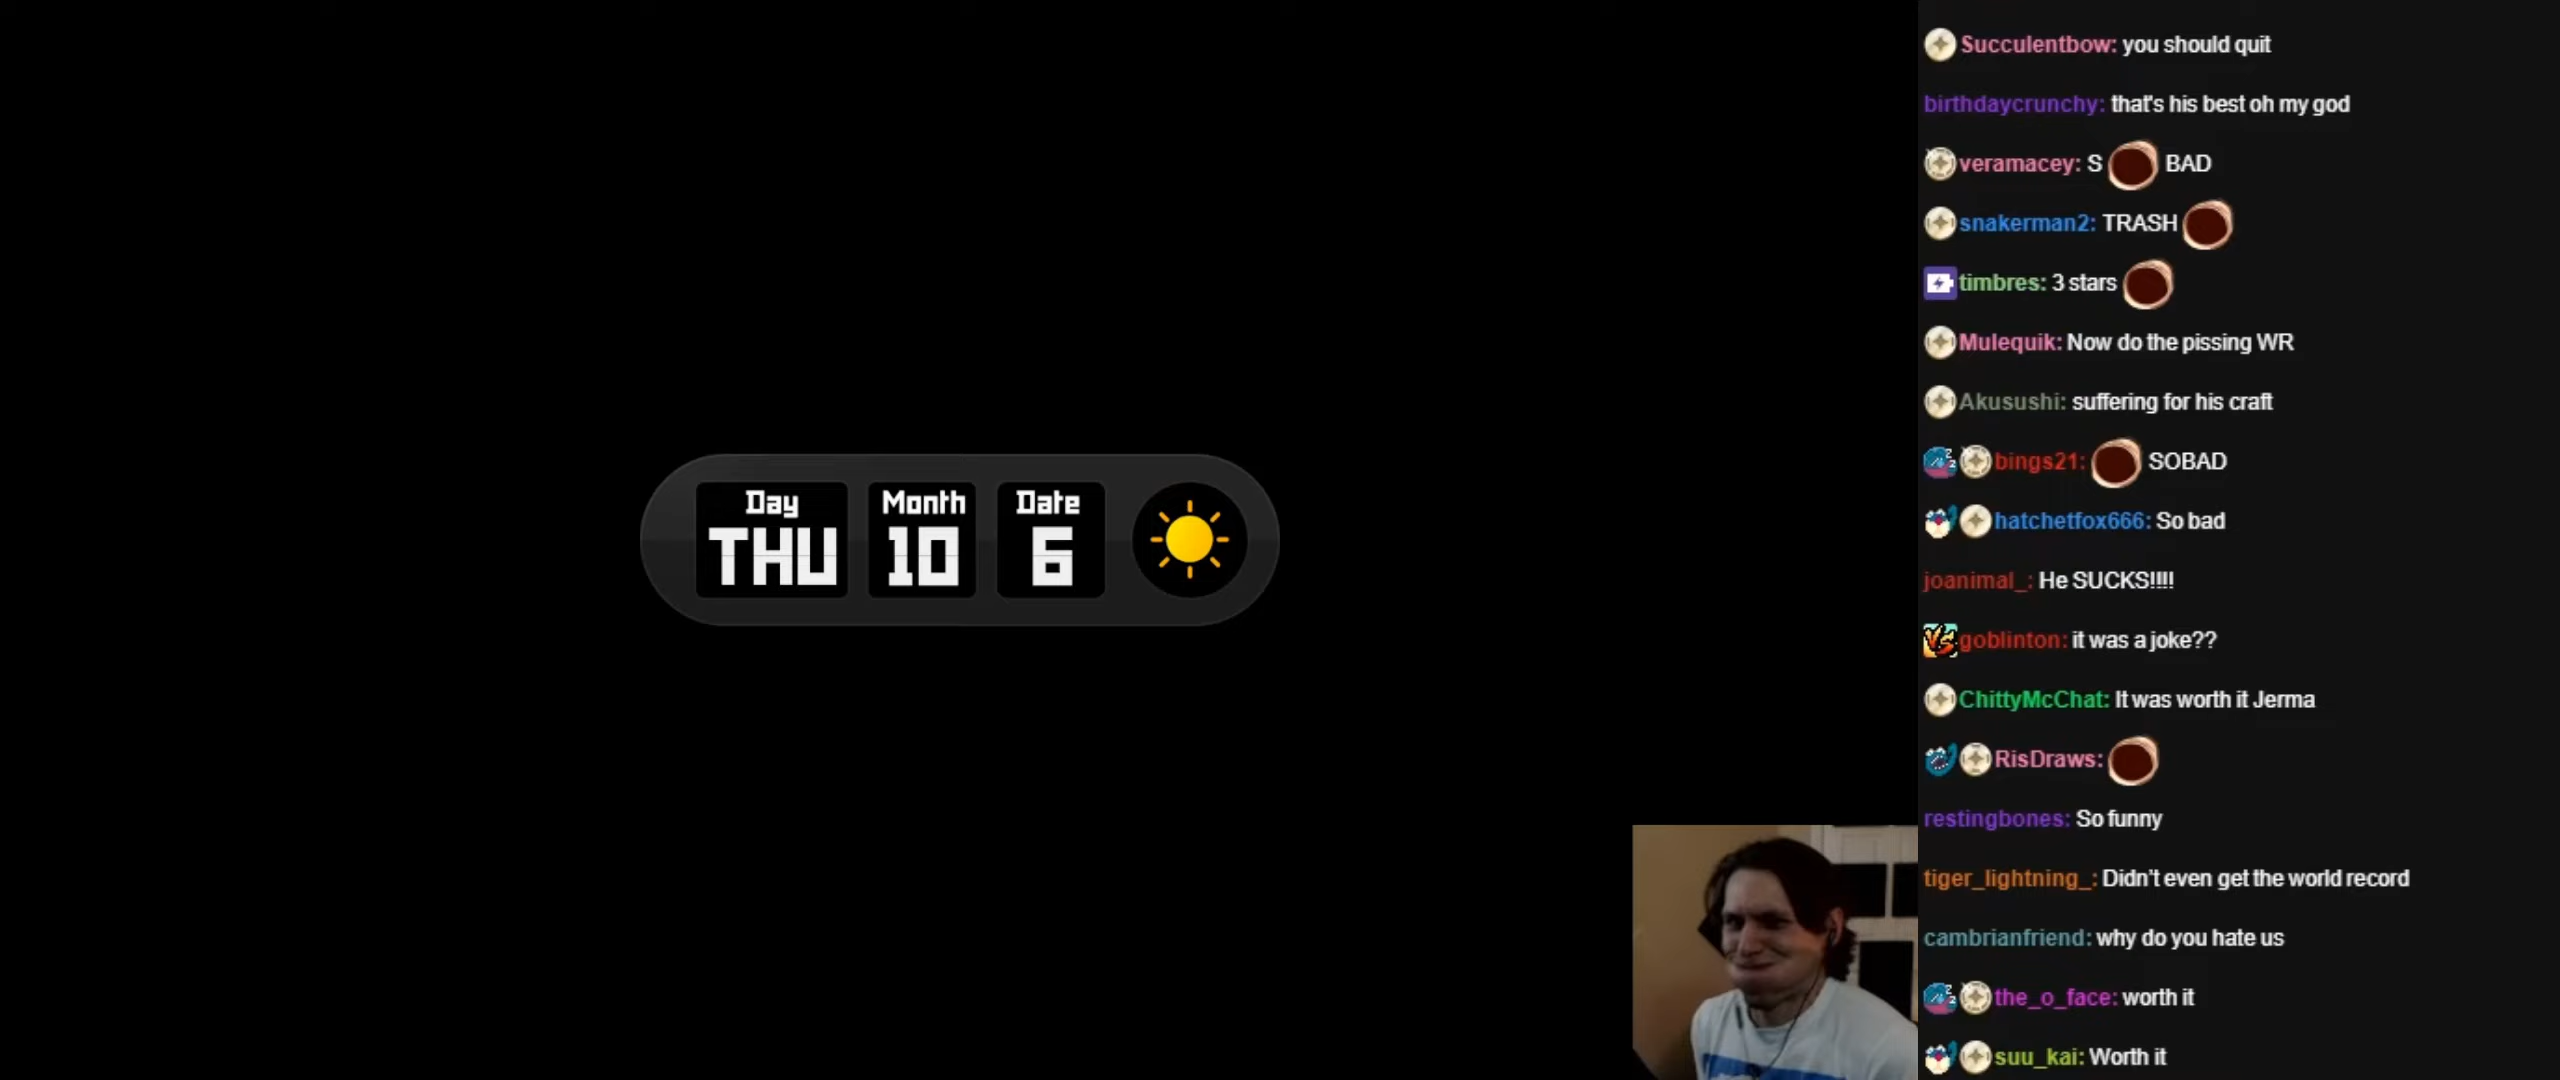 Day Month Date
THU 10 6
Succulentbow: you should quit
birthdaycrunchy: that's his best oh my god
veramacey: S BAD
snakerman2: TRASH
timbres: 3 stars
Mulequik: Now do the pissing WR
Akusushi: suffering for his craft
bings21: SOBAD
hatchetfox666: So bad
joanimal_: He SUCKS!!!!
goblinton: it was a joke??
ChittyMcChat: It was worth it Jerma
RisDraws:
restingbones: So funny
tiger_lightning_: Didn't even get the world record
cambrianfriend: why do you hate us
the_o_face: worth it
suu_kai: Worth it